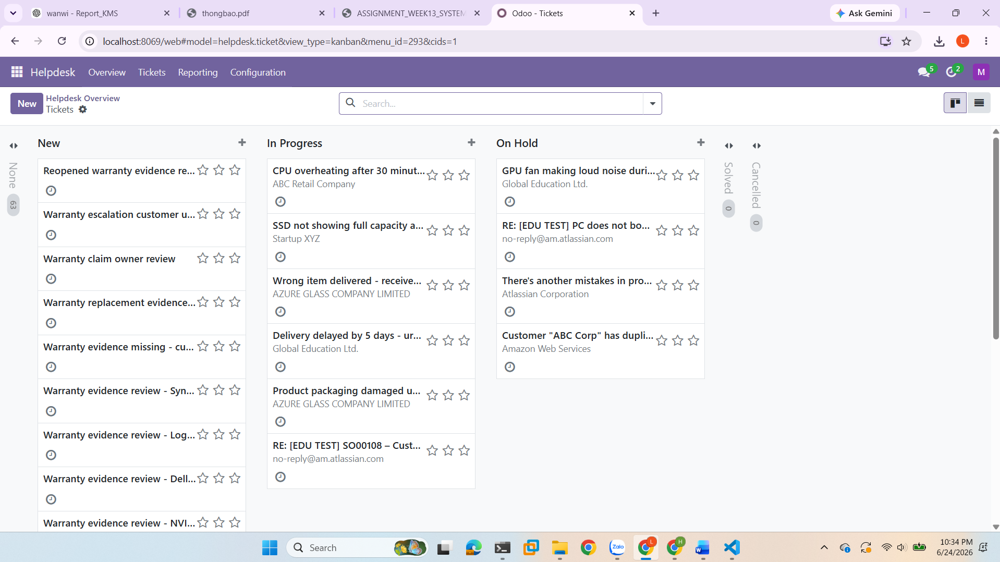 wanwi - Report_KMS
thongbao.pdf
ASSIGNMENT_WEEK13_SYSTEM
Odoo - Tickets
Ask Gemini
localhost:8069/web#model=helpdesk.ticket&view_type=kanban&menu_id=293&cids=1
L
Helpdesk
Overview
Tickets
Reporting
Configuration
5
2
M
New
Helpdesk Overview
Tickets
Search...
None
63
New
Reopened warranty evidence re...
Warranty escalation customer u...
Warranty claim owner review
Warranty replacement evidence...
Warranty evidence missing - cu...
Warranty evidence review - Syn...
Warranty evidence review - Log...
Warranty evidence review - Dell...
Warranty evidence review - NVI...
In Progress
CPU overheating after 30 minut...
ABC Retail Company
SSD not showing full capacity a...
Startup XYZ
Wrong item delivered - receive...
AZURE GLASS COMPANY LIMITED
Delivery delayed by 5 days - ur...
Global Education Ltd.
Product packaging damaged u...
AZURE GLASS COMPANY LIMITED
RE: [EDU TEST] SO00108 – Cust...
no-reply@am.atlassian.com
On Hold
GPU fan making loud noise duri...
Global Education Ltd.
RE: [EDU TEST] PC does not bo...
no-reply@am.atlassian.com
There's another mistakes in pro...
Atlassian Corporation
Customer "ABC Corp" has dupli...
Amazon Web Services
Solved
0
Cancelled
0
Search
Zalo
L
H
W
10:34 PM
6/24/2026